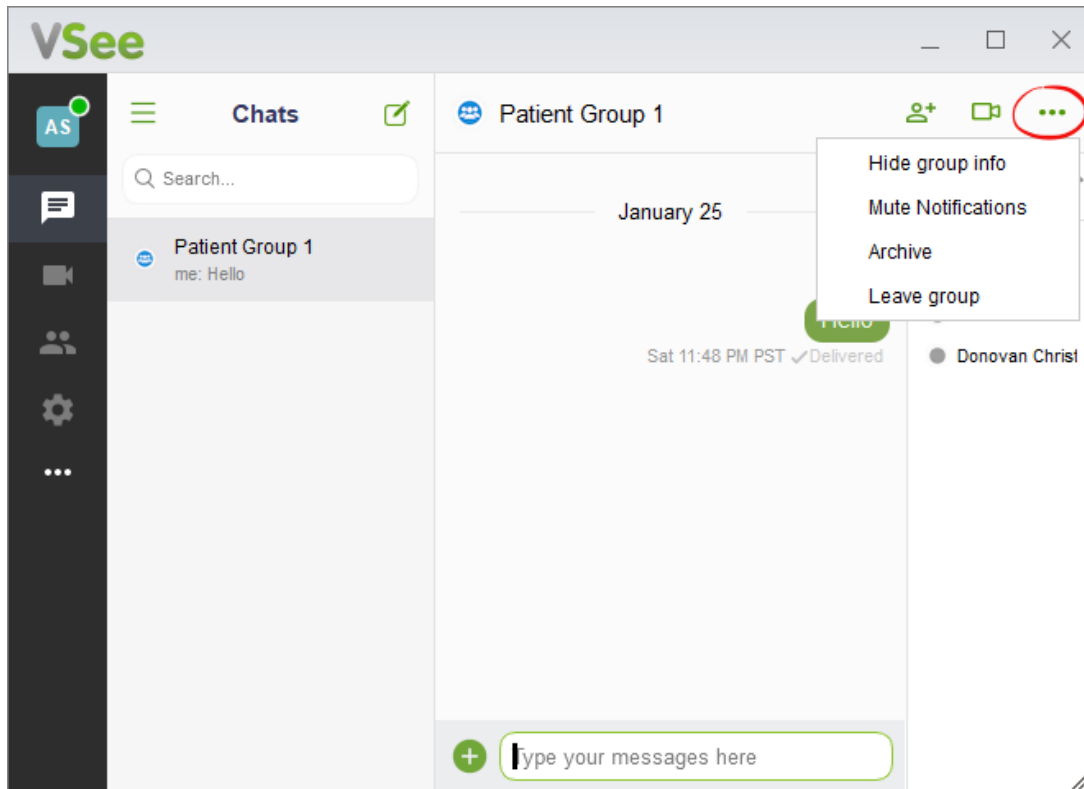 VSee
AS
Chats
Search...
Patient Group 1
me: Hello
Patient Group 1
Hide group info
Mute Notifications
Archive
Leave group
January 25
Hello
Sat 11:48 PM PST ✓Delivered
Donovan Christ
Type your messages here